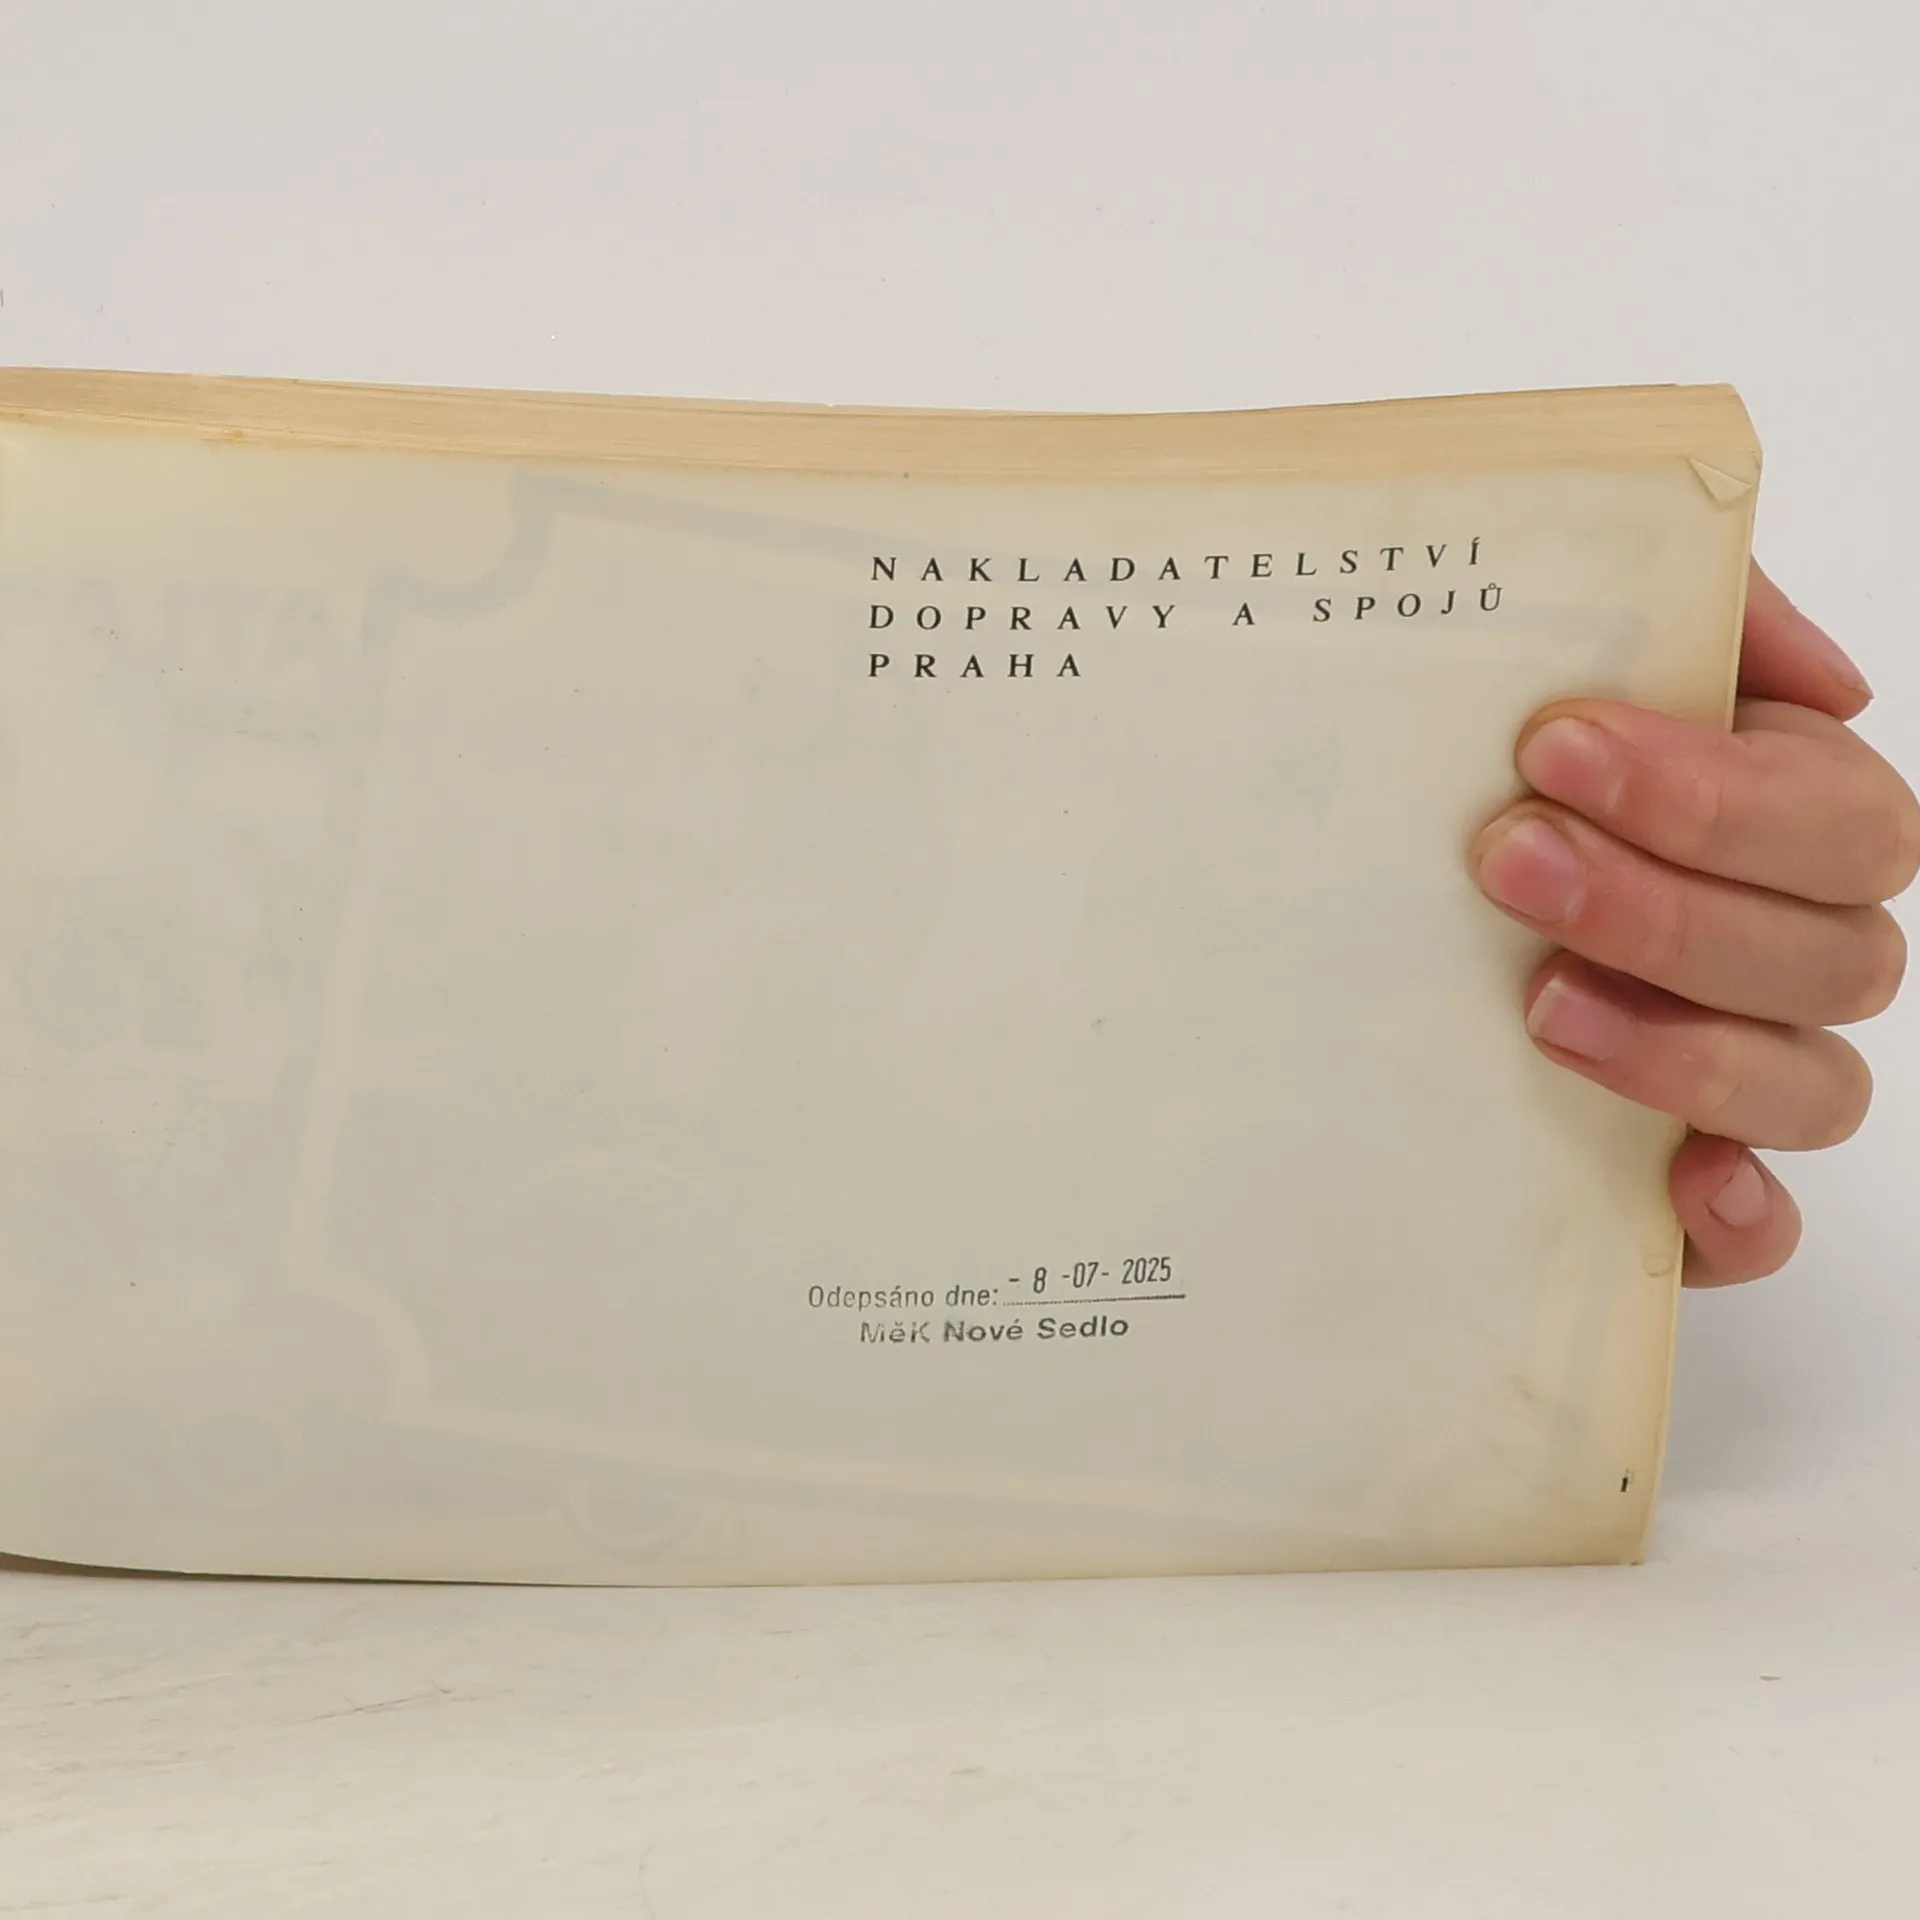 NAKLADATELSTVÍ
DOPRAVY A SPOJŮ
PRAHA
Odepsáno dne: - 8 -07- 2025
MěK Nové Sedlo